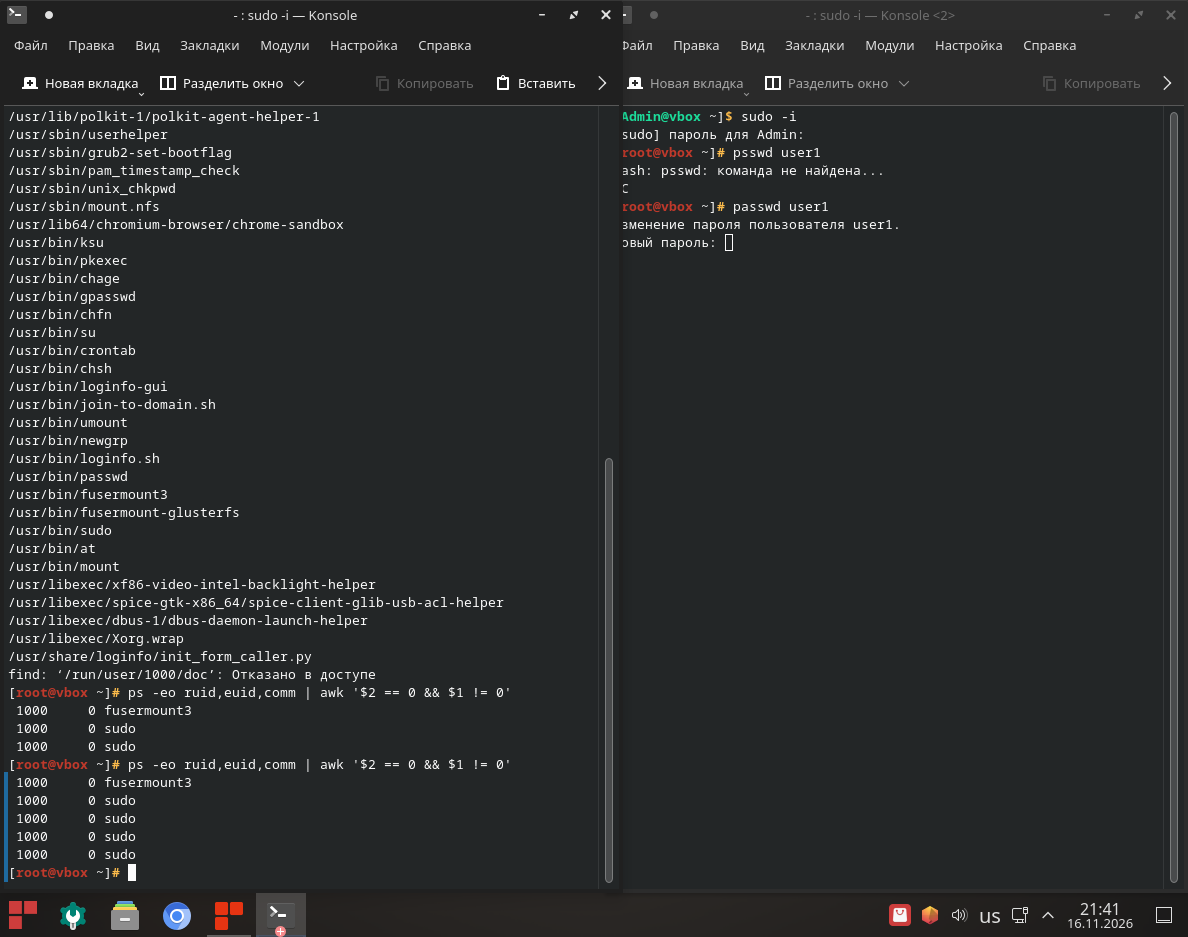 - : sudo -i — Konsole
Файл Правка Вид Закладки Модули Настройка Справка
Новая вкладка Разделить окно Копировать Вставить
/usr/lib/polkit-1/polkit-agent-helper-1
/usr/sbin/userhelper
/usr/sbin/grub2-set-bootflag
/usr/sbin/pam_timestamp_check
/usr/sbin/unix_chkpwd
/usr/sbin/mount.nfs
/usr/lib64/chromium-browser/chrome-sandbox
/usr/bin/ksu
/usr/bin/pkexec
/usr/bin/chage
/usr/bin/gpasswd
/usr/bin/chfn
/usr/bin/su
/usr/bin/crontab
/usr/bin/chsh
/usr/bin/loginfo-gui
/usr/bin/join-to-domain.sh
/usr/bin/umount
/usr/bin/newgrp
/usr/bin/loginfo.sh
/usr/bin/passwd
/usr/bin/fusermount3
/usr/bin/fusermount-glusterfs
/usr/bin/sudo
/usr/bin/at
/usr/bin/mount
/usr/libexec/xf86-video-intel-backlight-helper
/usr/libexec/spice-gtk-x86_64/spice-client-glib-usb-acl-helper
/usr/libexec/dbus-1/dbus-daemon-launch-helper
/usr/libexec/Xorg.wrap
/usr/share/loginfo/init_form_caller.py
find: ‘/run/user/1000/doc’: Отказано в доступе
[root@vbox ~]# ps -eo ruid,euid,comm | awk '$2 == 0 && $1 != 0'
1000 0 fusermount3
1000 0 sudo
1000 0 sudo
[root@vbox ~]# ps -eo ruid,euid,comm | awk '$2 == 0 && $1 != 0'
1000 0 fusermount3
1000 0 sudo
1000 0 sudo
1000 0 sudo
1000 0 sudo
[root@vbox ~]#
- : sudo -i — Konsole <2>
Файл Правка Вид Закладки Модули Настройка Справка
Новая вкладка Разделить окно Копировать
Admin@vbox ~]$ sudo -i
sudo] пароль для Admin:
root@vbox ~]# psswd user1
ash: psswd: команда не найдена...
C
root@vbox ~]# passwd user1
зменение пароля пользователя user1.
овый пароль:
us
21:41
16.11.2026